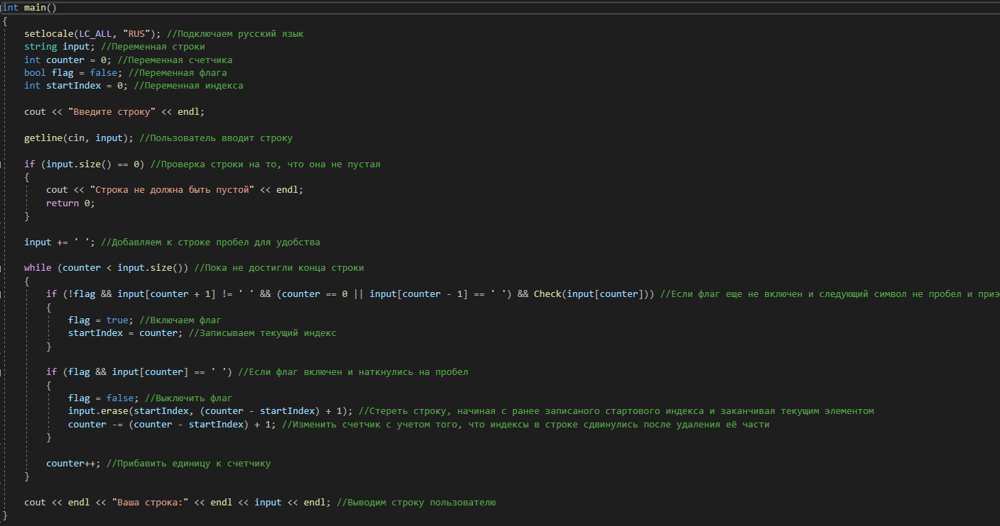 int main()
{
setlocale(LC_ALL, "RUS"); //Подключаем русский язык
string input; //Переменная строки
int counter = 0; //Переменная счетчика
bool flag = false; //Переменная флага
int startIndex = 0; //Переменная индекса
cout << "Введите строку" << endl;
getline(cin, input); //Пользователь вводит строку
if (input.size() == 0) //Проверка строки на то, что она не пустая
{
cout << "Строка не должна быть пустой" << endl;
return 0;
}
input += ' '; //Добавляем к строке пробел для удобства
while (counter < input.size()) //Пока не достигли конца строки
{
if (!flag && input[counter + 1] != ' ' && (counter == 0 || input[counter - 1] == ' ') && Check(input[counter])) //Если флаг еще не включен и следующий символ не пробел и
{
flag = true; //Включаем флаг
startIndex = counter; //Записываем текущий индекс
}
if (flag && input[counter] == ' ') //Если флаг включен и наткнулись на пробел
{
flag = false; //Выключить флаг
input.erase(startIndex, (counter - startIndex) + 1); //Стереть строку, начиная с ранее записаного стартового индекса и заканчивая текущим элементом
counter -= (counter - startIndex) + 1; //Изменить счетчик с учетом того, что индексы в строке сдвинулись после удаления её части
}
counter++; //Прибавить единицу к счетчику
}
cout << endl << "Ваша строка:" << endl << input << endl; //Выводим строку пользователю
}